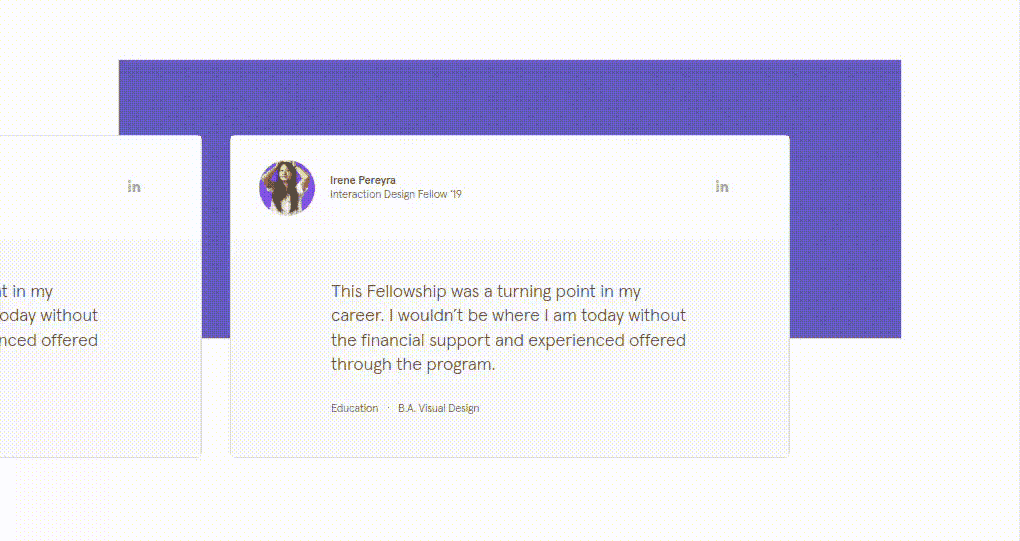 in
Irene Pereyra
Interaction Design Fellow ‘19
in
t in my
oday without
nced offered
This Fellowship was a turning point in my
career. I wouldn’t be where I am today without
the financial support and experienced offered
through the program.
Education · B.A. Visual Design